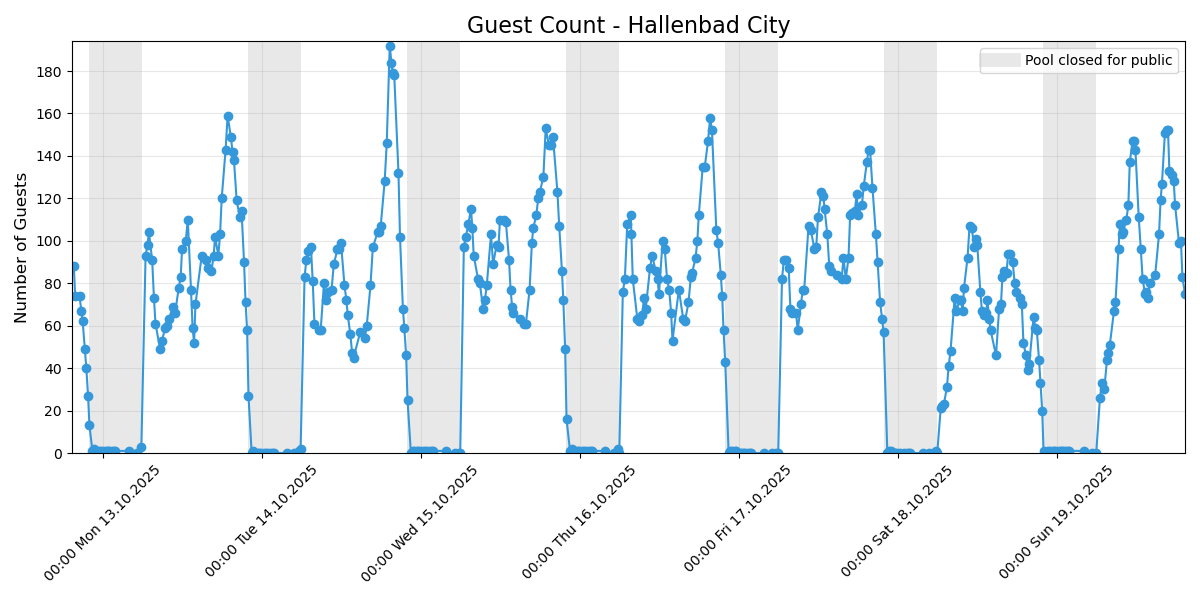 Guest Count - Hallenbad City
Pool closed for public
Number of Guests
180
160
140
120
100
80
60
40
20
0
00:00 Mon 13.10.2025
00:00 Tue 14.10.2025
00:00 Wed 15.10.2025
00:00 Thu 16.10.2025
00:00 Fri 17.10.2025
00:00 Sat 18.10.2025
00:00 Sun 19.10.2025